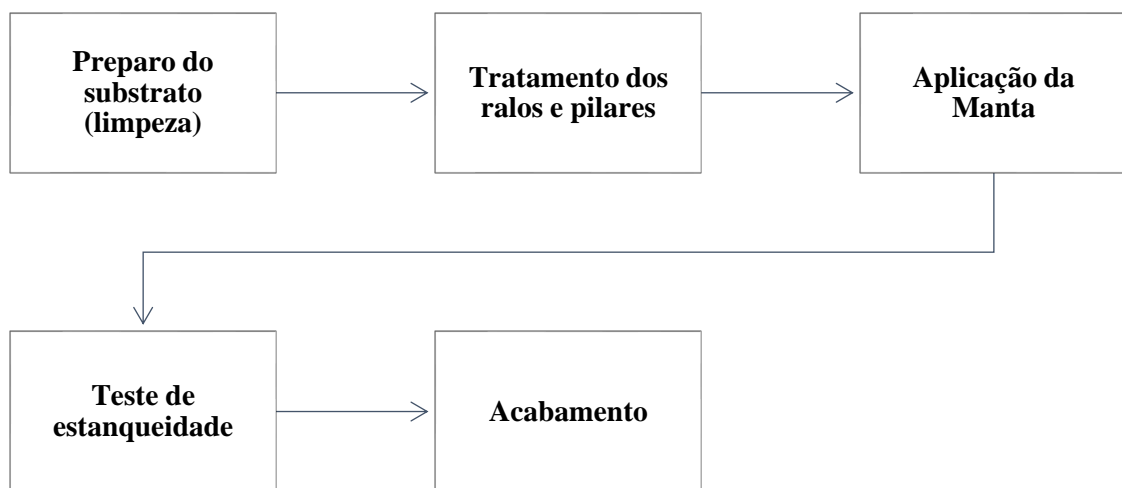 Preparo do
substrato
(limpeza)
Tratamento dos
ralos e pilares
Aplicação da
Manta
Teste de
estanqueidade
Acabamento